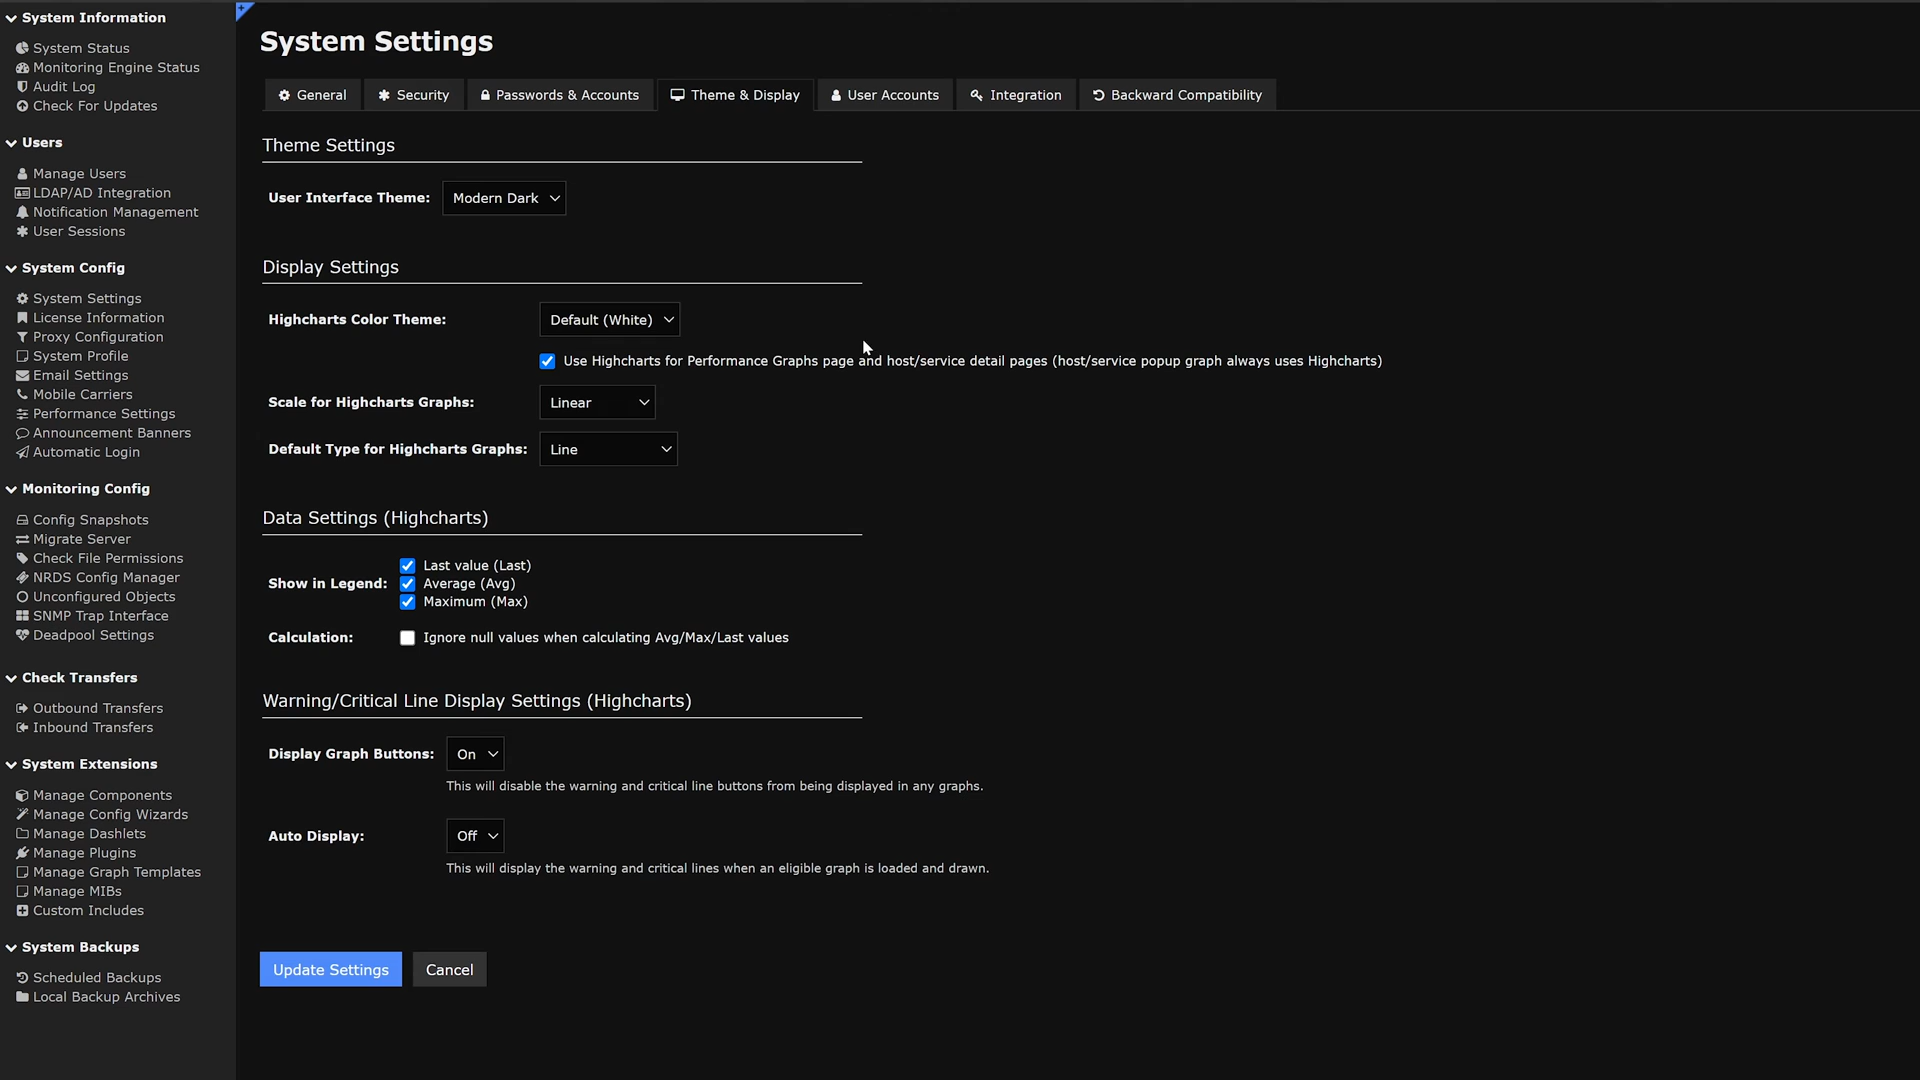 System Information
System Status
Monitoring Engine Status
Audit Log
Check For Updates
Users
Manage Users
LDAP/AD Integration
Notification Management
User Sessions
System Config
System Settings
License Information
Proxy Configuration
System Profile
Email Settings
Mobile Carriers
Performance Settings
Announcement Banners
Automatic Login
Monitoring Config
Config Snapshots
Migrate Server
Check File Permissions
NRDS Config Manager
Unconfigured Objects
SNMP Trap Interface
Deadpool Settings
Check Transfers
Outbound Transfers
Inbound Transfers
System Extensions
Manage Components
Manage Config Wizards
Manage Dashlets
Manage Plugins
Manage Graph Templates
Manage MIBs
Custom Includes
System Backups
Scheduled Backups
Local Backup Archives
System Settings
General Security Passwords & Accounts Theme & Display User Accounts Integration Backward Compatibility
Theme Settings
User Interface Theme: Modern Dark
Display Settings
Highcharts Color Theme: Default (White)
Use Highcharts for Performance Graphs page and host/service detail pages (host/service popup graph always uses Highcharts)
Scale for Highcharts Graphs: Linear
Default Type for Highcharts Graphs: Line
Data Settings (Highcharts)
Show in Legend:
Last value (Last)
Average (Avg)
Maximum (Max)
Calculation: Ignore null values when calculating Avg/Max/Last values
Warning/Critical Line Display Settings (Highcharts)
Display Graph Buttons: On
This will disable the warning and critical line buttons from being displayed in any graphs.
Auto Display: Off
This will display the warning and critical lines when an eligible graph is loaded and drawn.
Update Settings Cancel